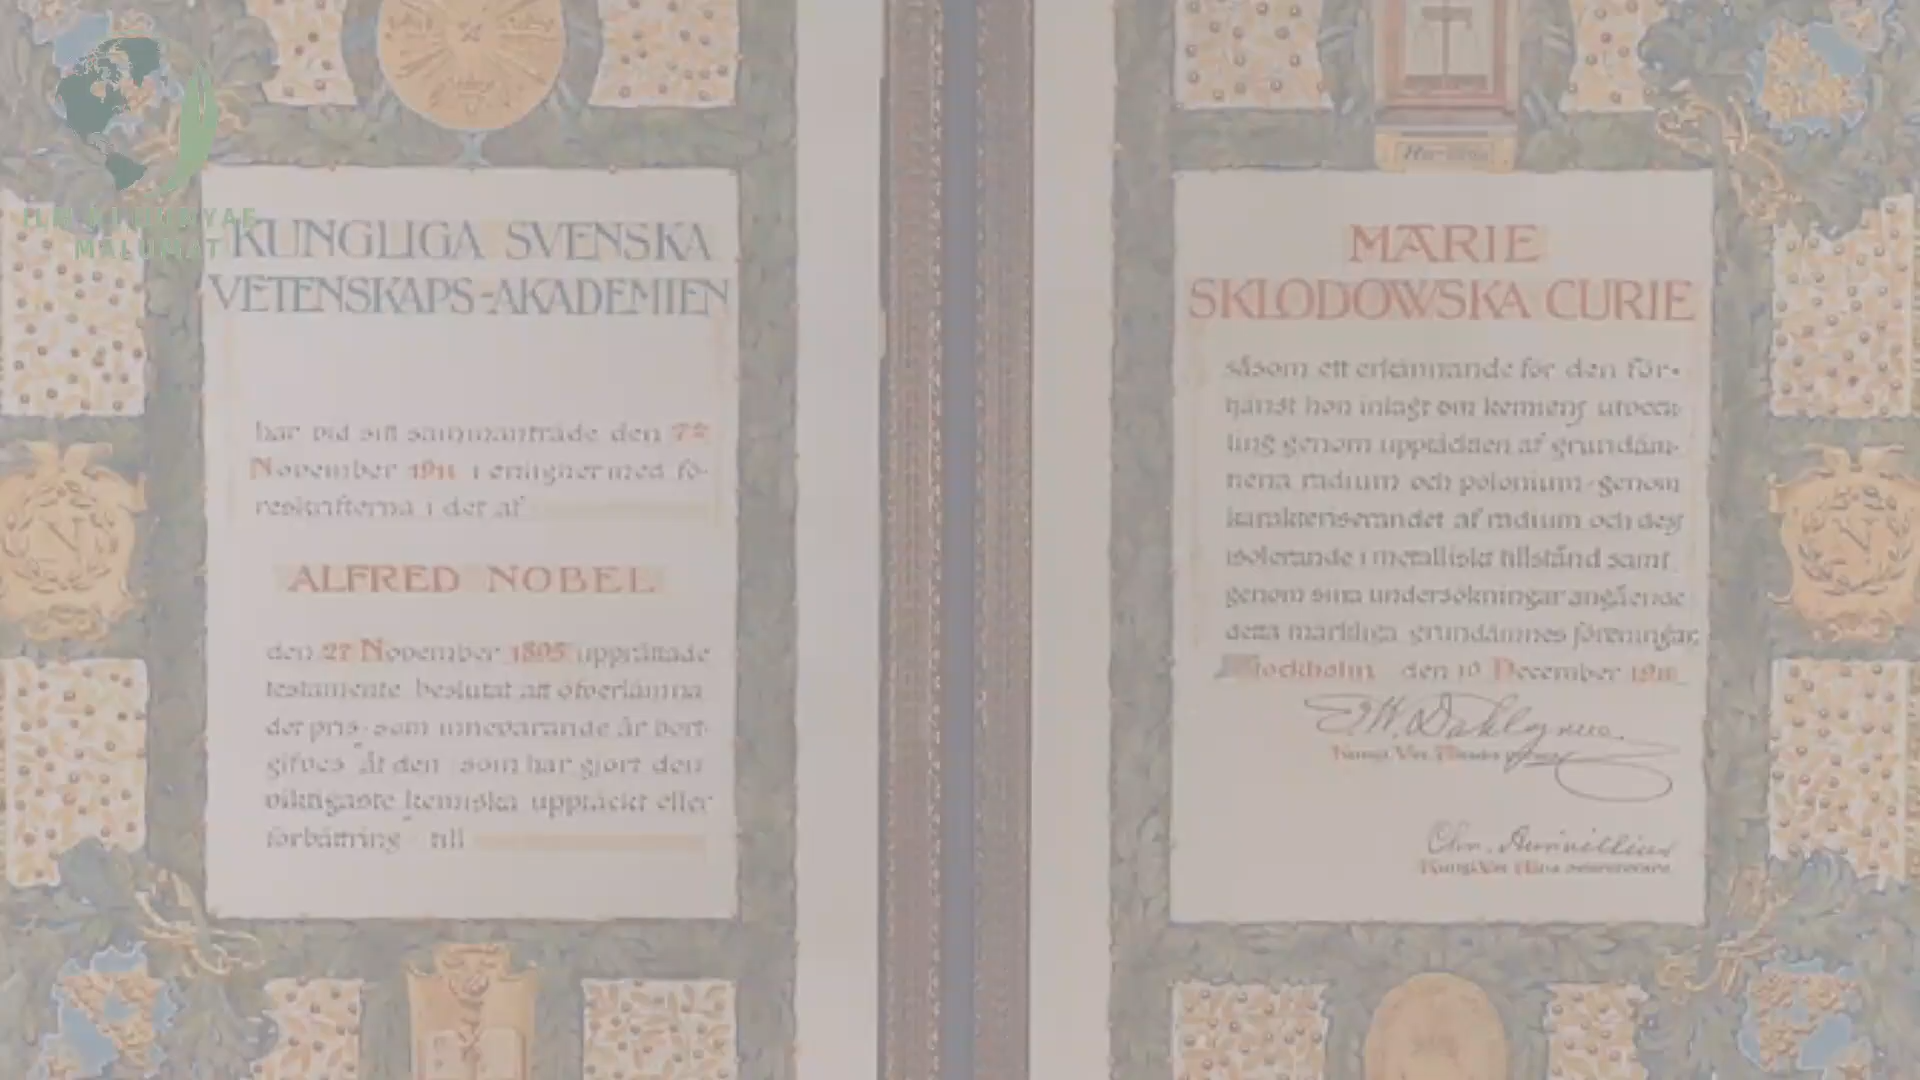 MALUMAT
KUNGLIGA SVENSKA
VETENSKAPS-AKADEMIEN
har vid sitt sammanträde den 7de
November 1911 i enlighet med fö-
reskrifterna i det af
ALFRED NOBEL
den 27 November 1895 upprättade
testamente beslutat att öfverlämna
det pris som innevarande år bort-
gifves åt den som har gjort den
viktigaste kemiska upptäckt eller
förbättring till
MARIE
SKLODOWSKA CURIE
såsom ett erkännande för den för-
tjänst hon inlagt om kemiens utveck-
ling genom upptäckten af grundäm-
nena radium och polonium genom
karakteriserandet af radium och dess
isolerande i metalliskt tillstånd samt
genom sina undersökningar angående
detta märkliga grundämnes föreningar
Stockholm den 10 December 1911
E.W. Dahlgren
Chr. Aurivillius